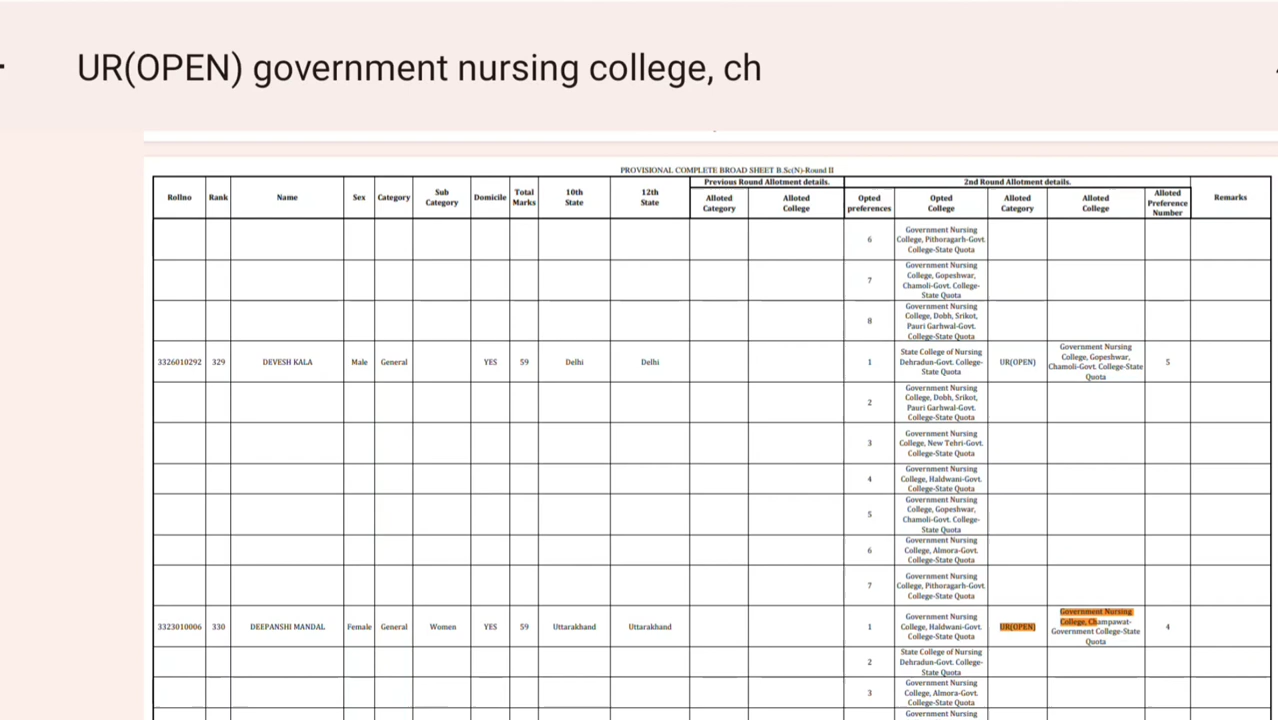 UR(OPEN) government nursing college, ch
PROVISIONAL COMPLETE BROAD SHEET B.Sc(N)-Round II
Rollno Rank Name Sex Category Sub Category Domicile Total Marks 10th State 12th State Previous Round Allotment details. 2nd Round Allotment details.
Alloted Category Alloted College Opted preferences Opted College Alloted Category Alloted College Alloted Preference Number Remarks
6 Government Nursing
College, Pithoragarh-Govt.
College-State Quota
7 Government Nursing
College, Gopeshwar,
Chamoli-Govt. College-
State Quota
8 Government Nursing
College, Dobh, Srikot,
Pauri Garhwal-Govt.
College-State Quota
3326010292 329 DEVESH KALA Male General YES 59 Delhi Delhi 1 State College of Nursing
Dehradun-Govt. College-
State Quota
UR(OPEN)
Government Nursing
College, Gopeshwar,
Chamoli-Govt. College-State
Quota
5
2 Government Nursing
College, Dobh, Srikot,
Pauri Garhwal-Govt.
College-State Quota
3 Government Nursing
College, New Tehri-Govt.
College-State Quota
4 Government Nursing
College, Haldwani-Govt.
College-State Quota
5 Government Nursing
College, Gopeshwar,
Chamoli-Govt. College-
State Quota
6 Government Nursing
College, Almora-Govt.
College-State Quota
7 Government Nursing
College, Pithoragarh-Govt.
College-State Quota
3323010006 330 DEEPANSHI MANDAL Female General Women YES 59 Uttarakhand Uttarakhand 1 Government Nursing
College, Haldwani-Govt.
College-State Quota
UR(OPEN)
Government Nursing
College, Champawat-
Government College-State
Quota
4
2 State College of Nursing
Dehradun-Govt. College-
State Quota
3 Government Nursing
College, Almora-Govt.
College-State Quota
Government Nursing